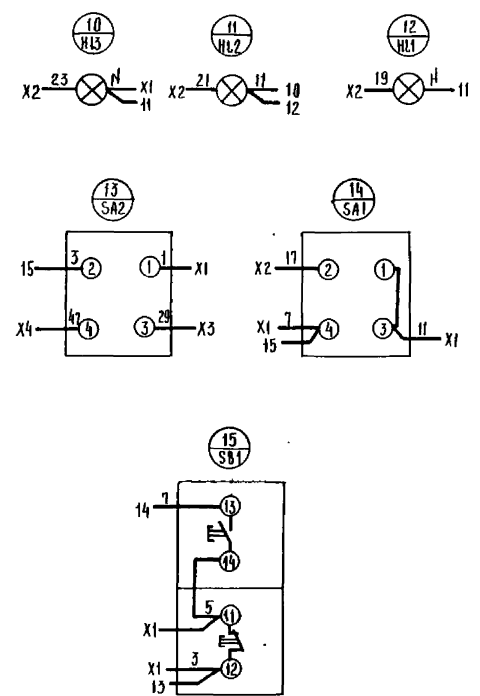 10 11 12
HL3 HL2 HL1
X2 23 N X1
11
X2 21 11 10
12
X2 19 N 11
13 14
SA2 SA1
15 3 2 1 1 X1
X4 47 4 3 29 X3
X2 17 2 1
X1 7 4 3 11 X1
15
15
SB1
14 7 13
14
5 11
X1
X1 3 12
13